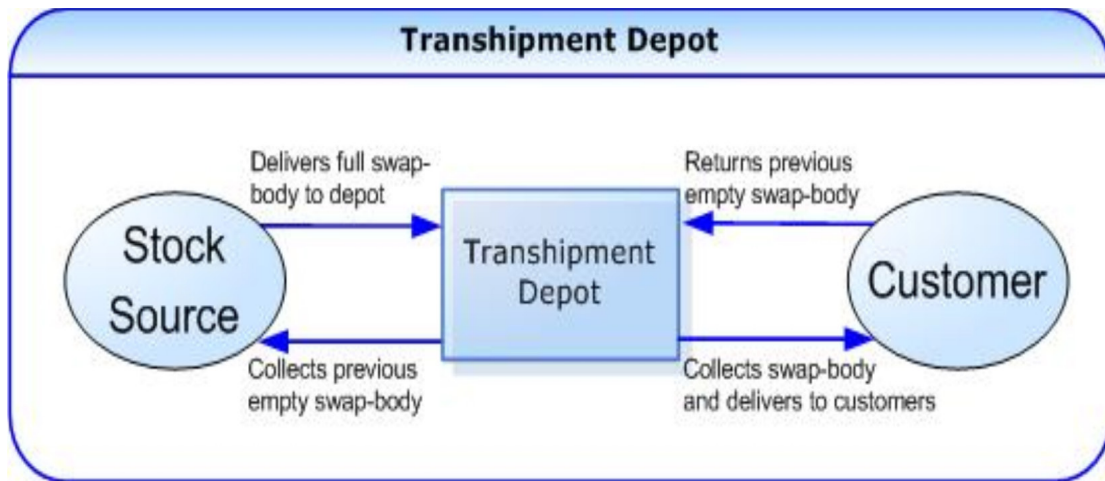 Transhipment Depot
Delivers full swap-
body to depot
Returns previous
empty swap-body
Stock
Source
Transhipment
Depot
Customer
Collects previous
empty swap-body
Collects swap-body
and delivers to customers